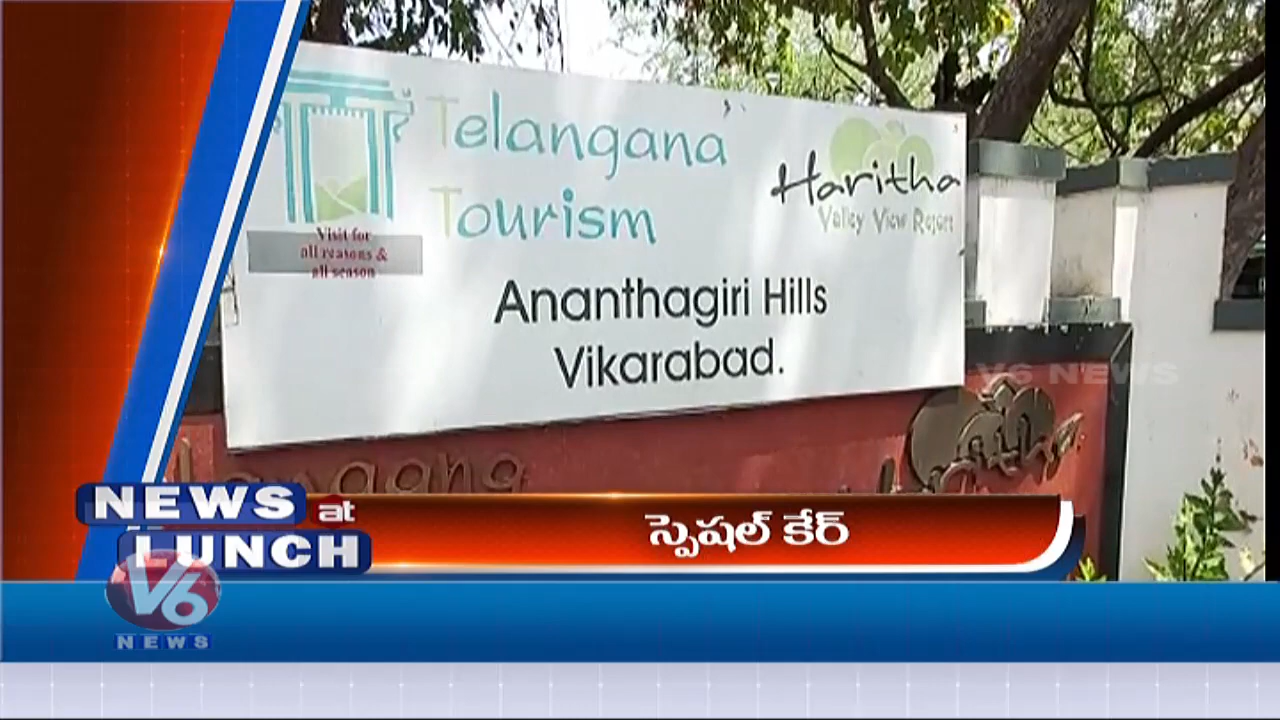 Telangana
Tourism
Haritha
Valley View Resort
Visit for
all reasons &
all season
Ananthagiri Hills
Vikarabad.
V6 NEWS
Haritha
NEWS at
LUNCH
స్పెషల్ కేర్
V6
NEWS